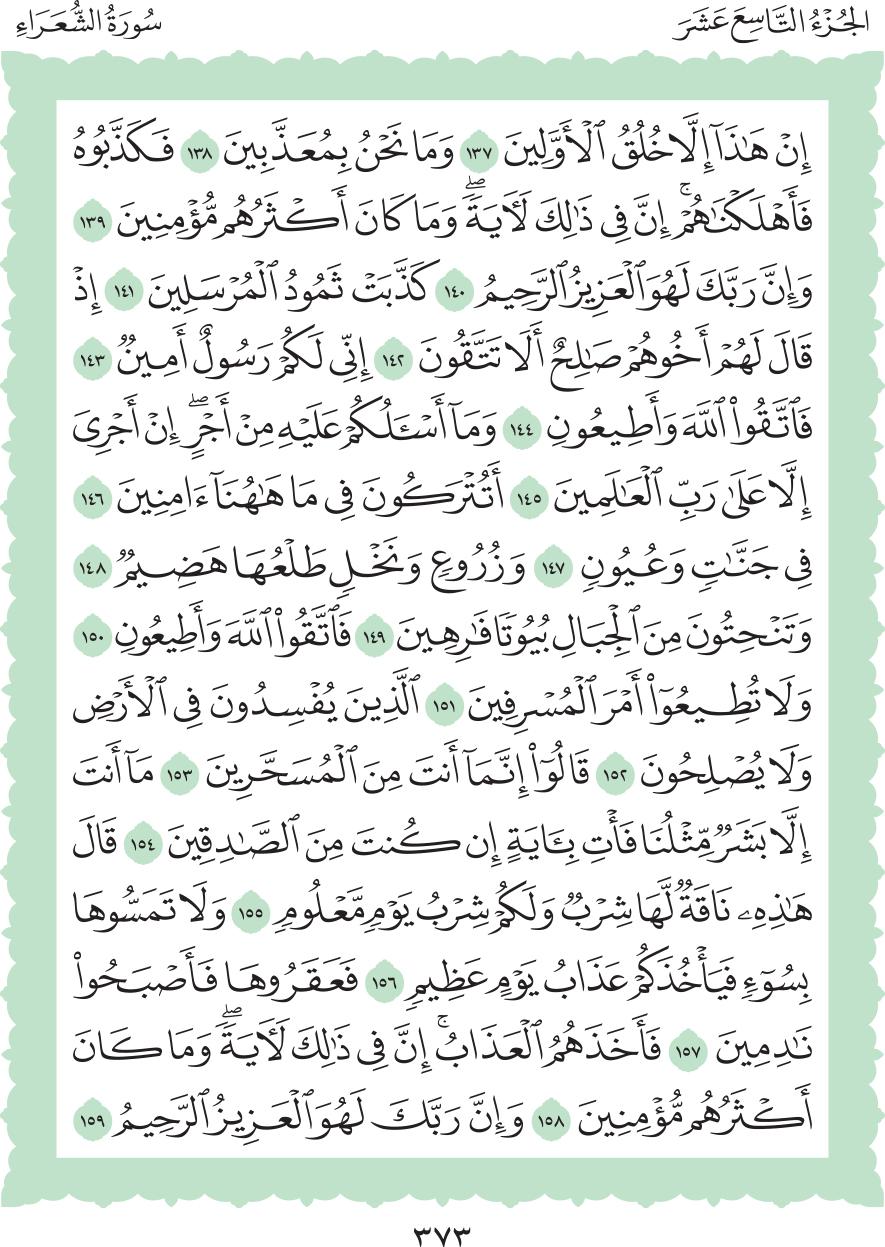 الجُزْءُ التَّاسِعَ عَشَرَ
سُورَةُ الشُّعَرَاءِ
إِنْ هَٰذَآ إِلَّا خُلُقُ ٱلْأَوَّلِينَ ١٣٧ وَمَا نَحْنُ بِمُعَذَّبِينَ ١٣٨ فَكَذَّبُوهُ
فَأَهْلَكْنَٰهُمْۚ إِنَّ فِى ذَٰلِكَ لَأٓيَةًۖ وَمَا كَانَ أَكْثَرُهُم مُّؤْمِنِينَ ١٣٩
وَإِنَّ رَبَّكَ لَهُوَ ٱلْعَزِيزُ ٱلرَّحِيمُ ١٤٠ كَذَّبَتْ ثَمُودُ ٱلْمُرْسَلِينَ ١٤١ إِذْ
قَالَ لَهُمْ أَخُوهُمْ صَٰلِحٌ أَلَا تَتَّقُونَ ١٤٢ إِنِّى لَكُمْ رَسُولٌ أَمِينٌ ١٤٣
فَٱتَّقُوا۟ ٱللَّهَ وَأَطِيعُونِ ١٤٤ وَمَآ أَسْـَٔلُكُمْ عَلَيْهِ مِنْ أَجْرٍۖ إِنْ أَجْرِىَ
إِلَّا عَلَىٰ رَبِّ ٱلْعَٰلَمِينَ ١٤٥ أَتُتْرَكُونَ فِى مَا هَٰهُنَآ ءَامِنِينَ ١٤٦
فِى جَنَّٰتٍ وَعُيُونٍ ١٤٧ وَزُرُوعٍ وَنَخْلٍ طَلْعُهَا هَضِيمٌ ١٤٨
وَتَنْحِتُونَ مِنَ ٱلْجِبَالِ بُيُوتًا فَٰرِهِينَ ١٤٩ فَٱتَّقُوا۟ ٱللَّهَ وَأَطِيعُونِ ١٥٠
وَلَا تُطِيعُوٓا۟ أَمْرَ ٱلْمُسْرِفِينَ ١٥١ ٱلَّذِينَ يُفْسِدُونَ فِى ٱلْأَرْضِ
وَلَا يُصْلِحُونَ ١٥٢ قَالُوٓا۟ إِنَّمَآ أَنتَ مِنَ ٱلْمُسَحَّرِينَ ١٥٣ مَآ أَنتَ
إِلَّا بَشَرٌ مِّثْلُنَا فَأْتِ بِـَٔايَةٍ إِن كُنتَ مِنَ ٱلصَّٰدِقِينَ ١٥٤ قَالَ
هَٰذِهِۦ نَاقَةٌ لَّهَا شِرْبٌ وَلَكُمْ شِرْبُ يَوْمٍ مَّعْلُومٍ ١٥٥ وَلَا تَمَسُّوهَا
بِسُوٓءٍ فَيَأْخُذَكُمْ عَذَابُ يَوْمٍ عَظِيمٍ ١٥٦ فَعَقَرُوهَا فَأَصْبَحُوا۟
نَٰدِمِينَ ١٥٧ فَأَخَذَهُمُ ٱلْعَذَابُۚ إِنَّ فِى ذَٰلِكَ لَأٓيَةًۖ وَمَا كَانَ
أَكْثَرُهُم مُّؤْمِنِينَ ١٥٨ وَإِنَّ رَبَّكَ لَهُوَ ٱلْعَزِيزُ ٱلرَّحِيمُ ١٥٩
٣٧٣